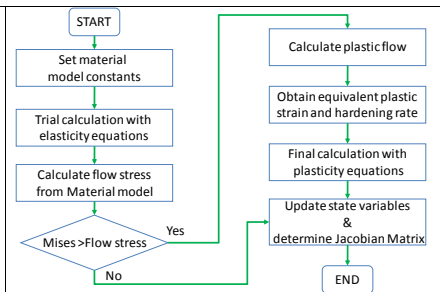 START
Set material
model constants
Trial calculation with
elasticity equations
Calculate flow stress
from Material model
Mises >Flow stress
Yes
No
Calculate plastic flow
Obtain equivalent plastic
strain and hardening rate
Final calculation with
plasticity equations
Update state variables
&
determine Jacobian Matrix
END